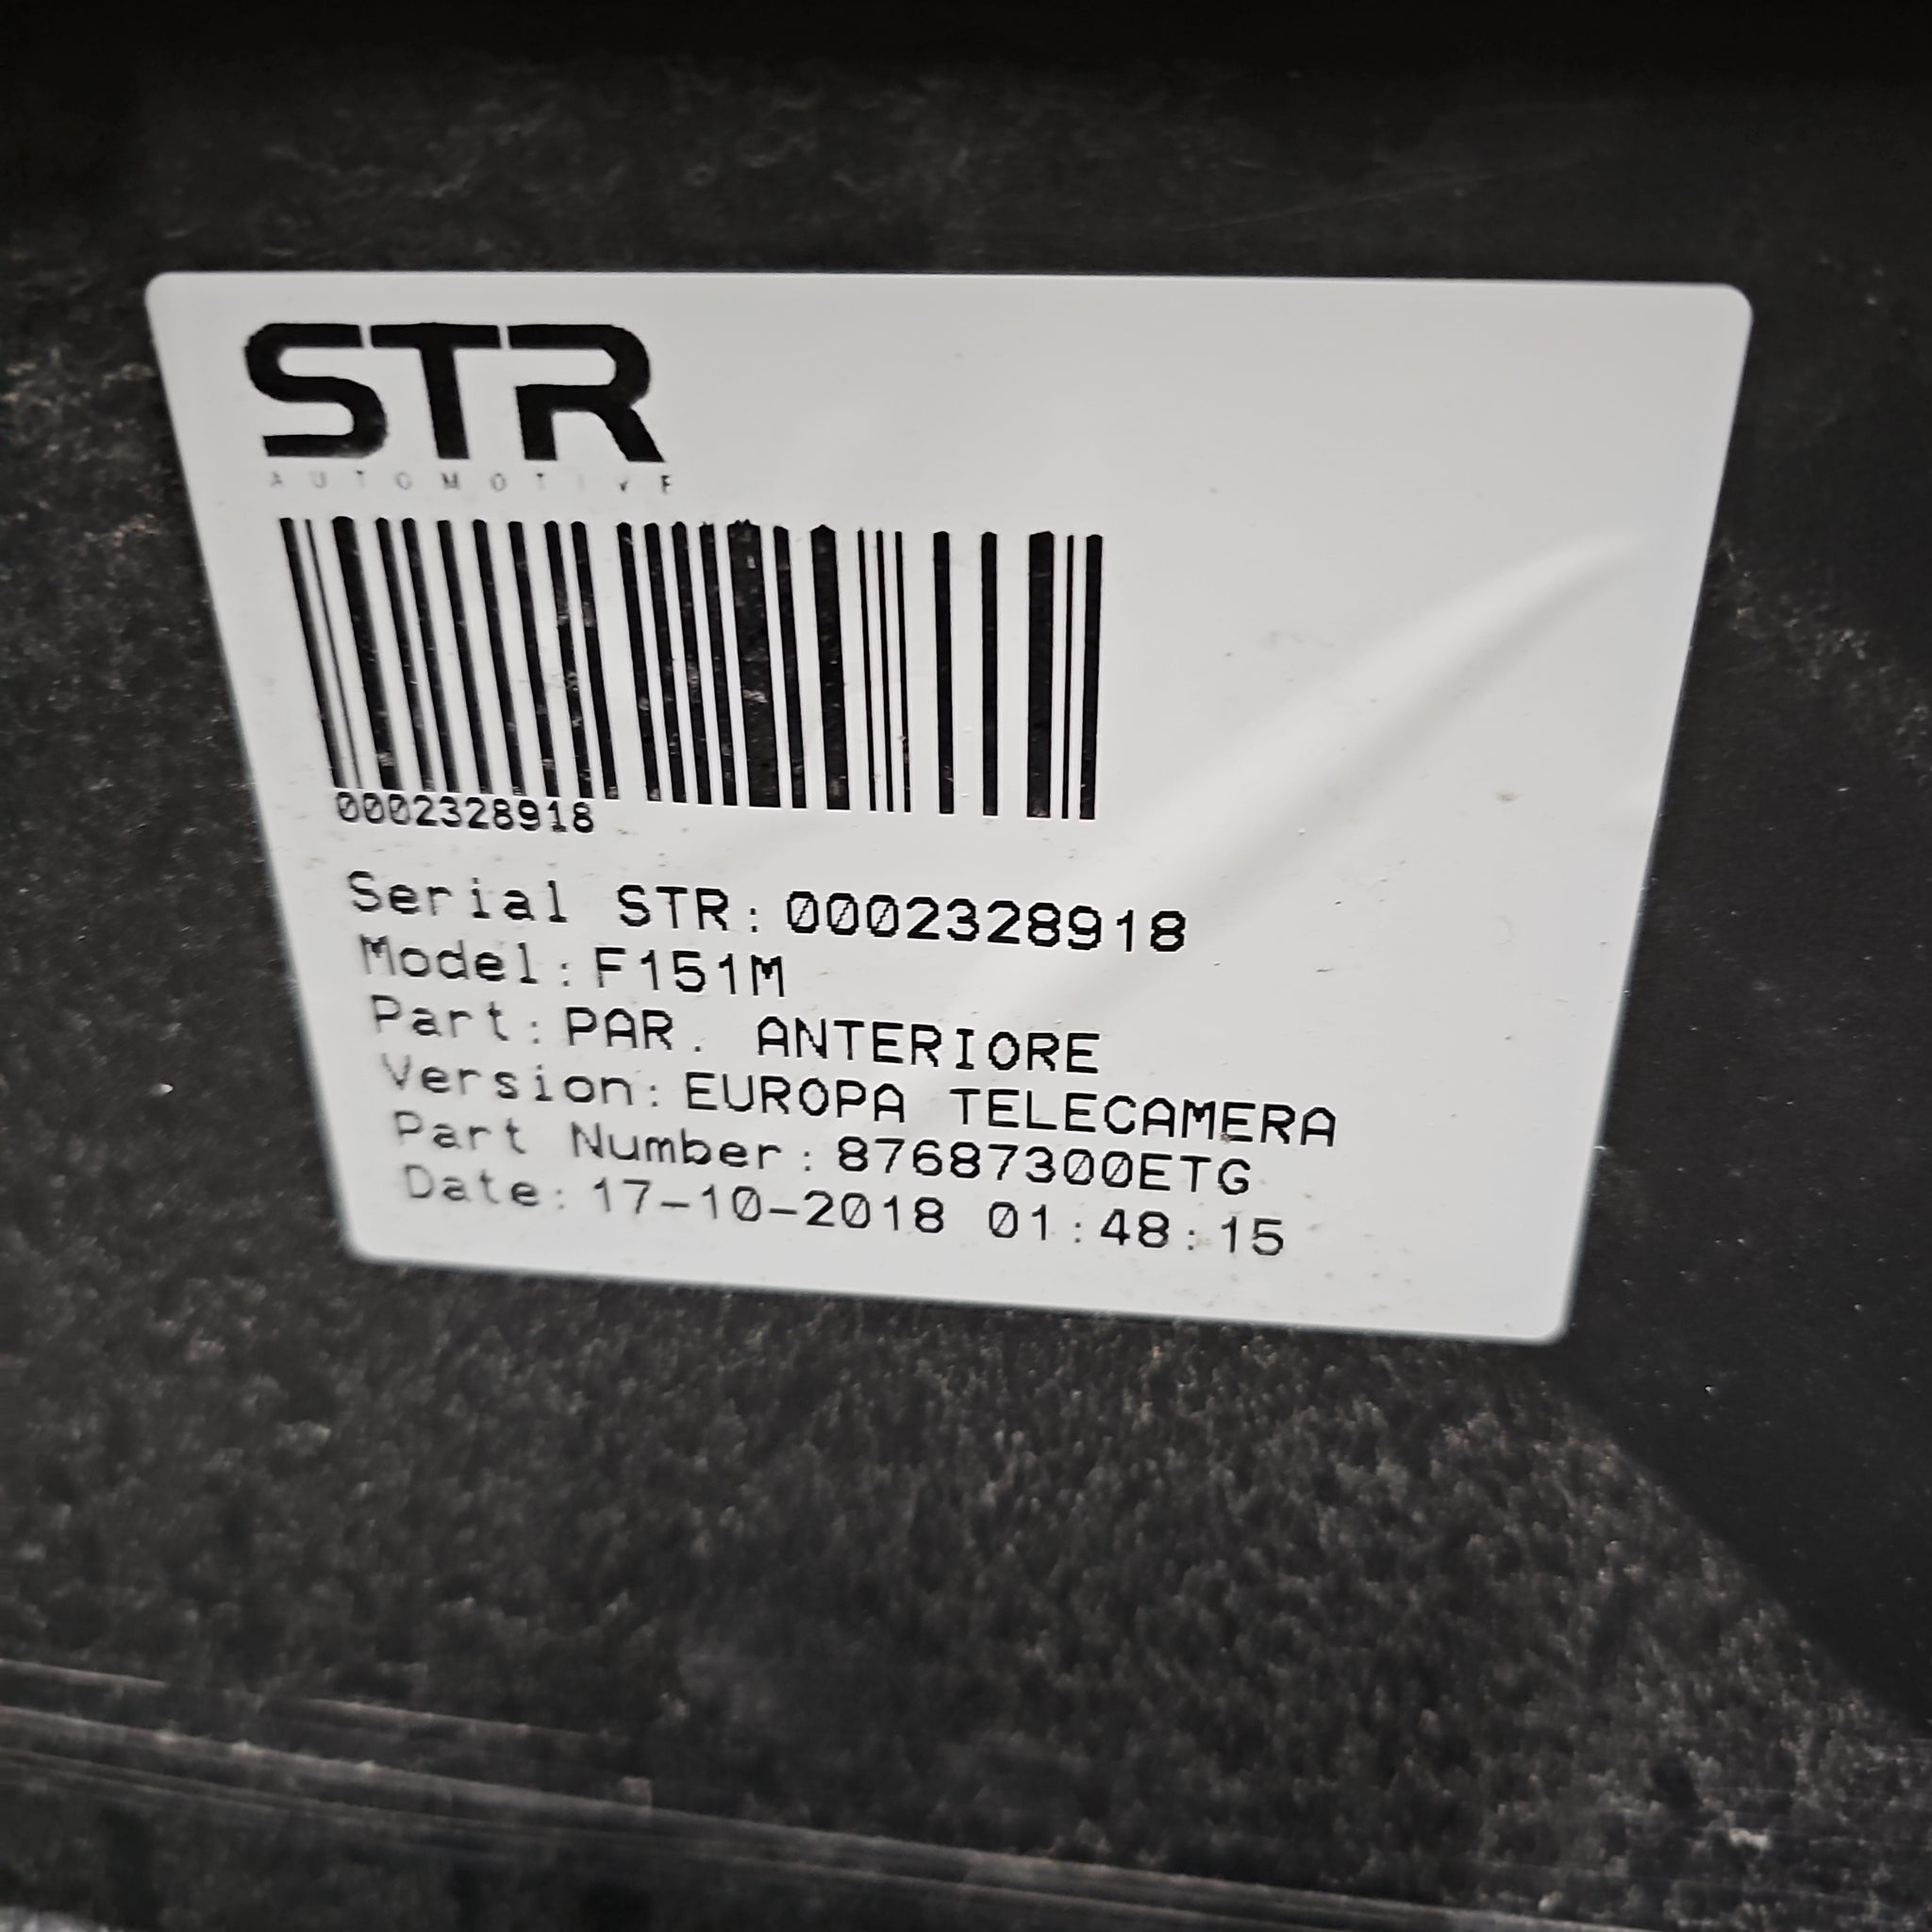 STR
AUTOMOTIVE
0002328918
Serial STR:0002328918
Model:F151M
Part:PAR. ANTERIORE
Version:EUROPA TELECAMERA
Part Number:87687300ETG
Date:17-10-2018 01:48:15